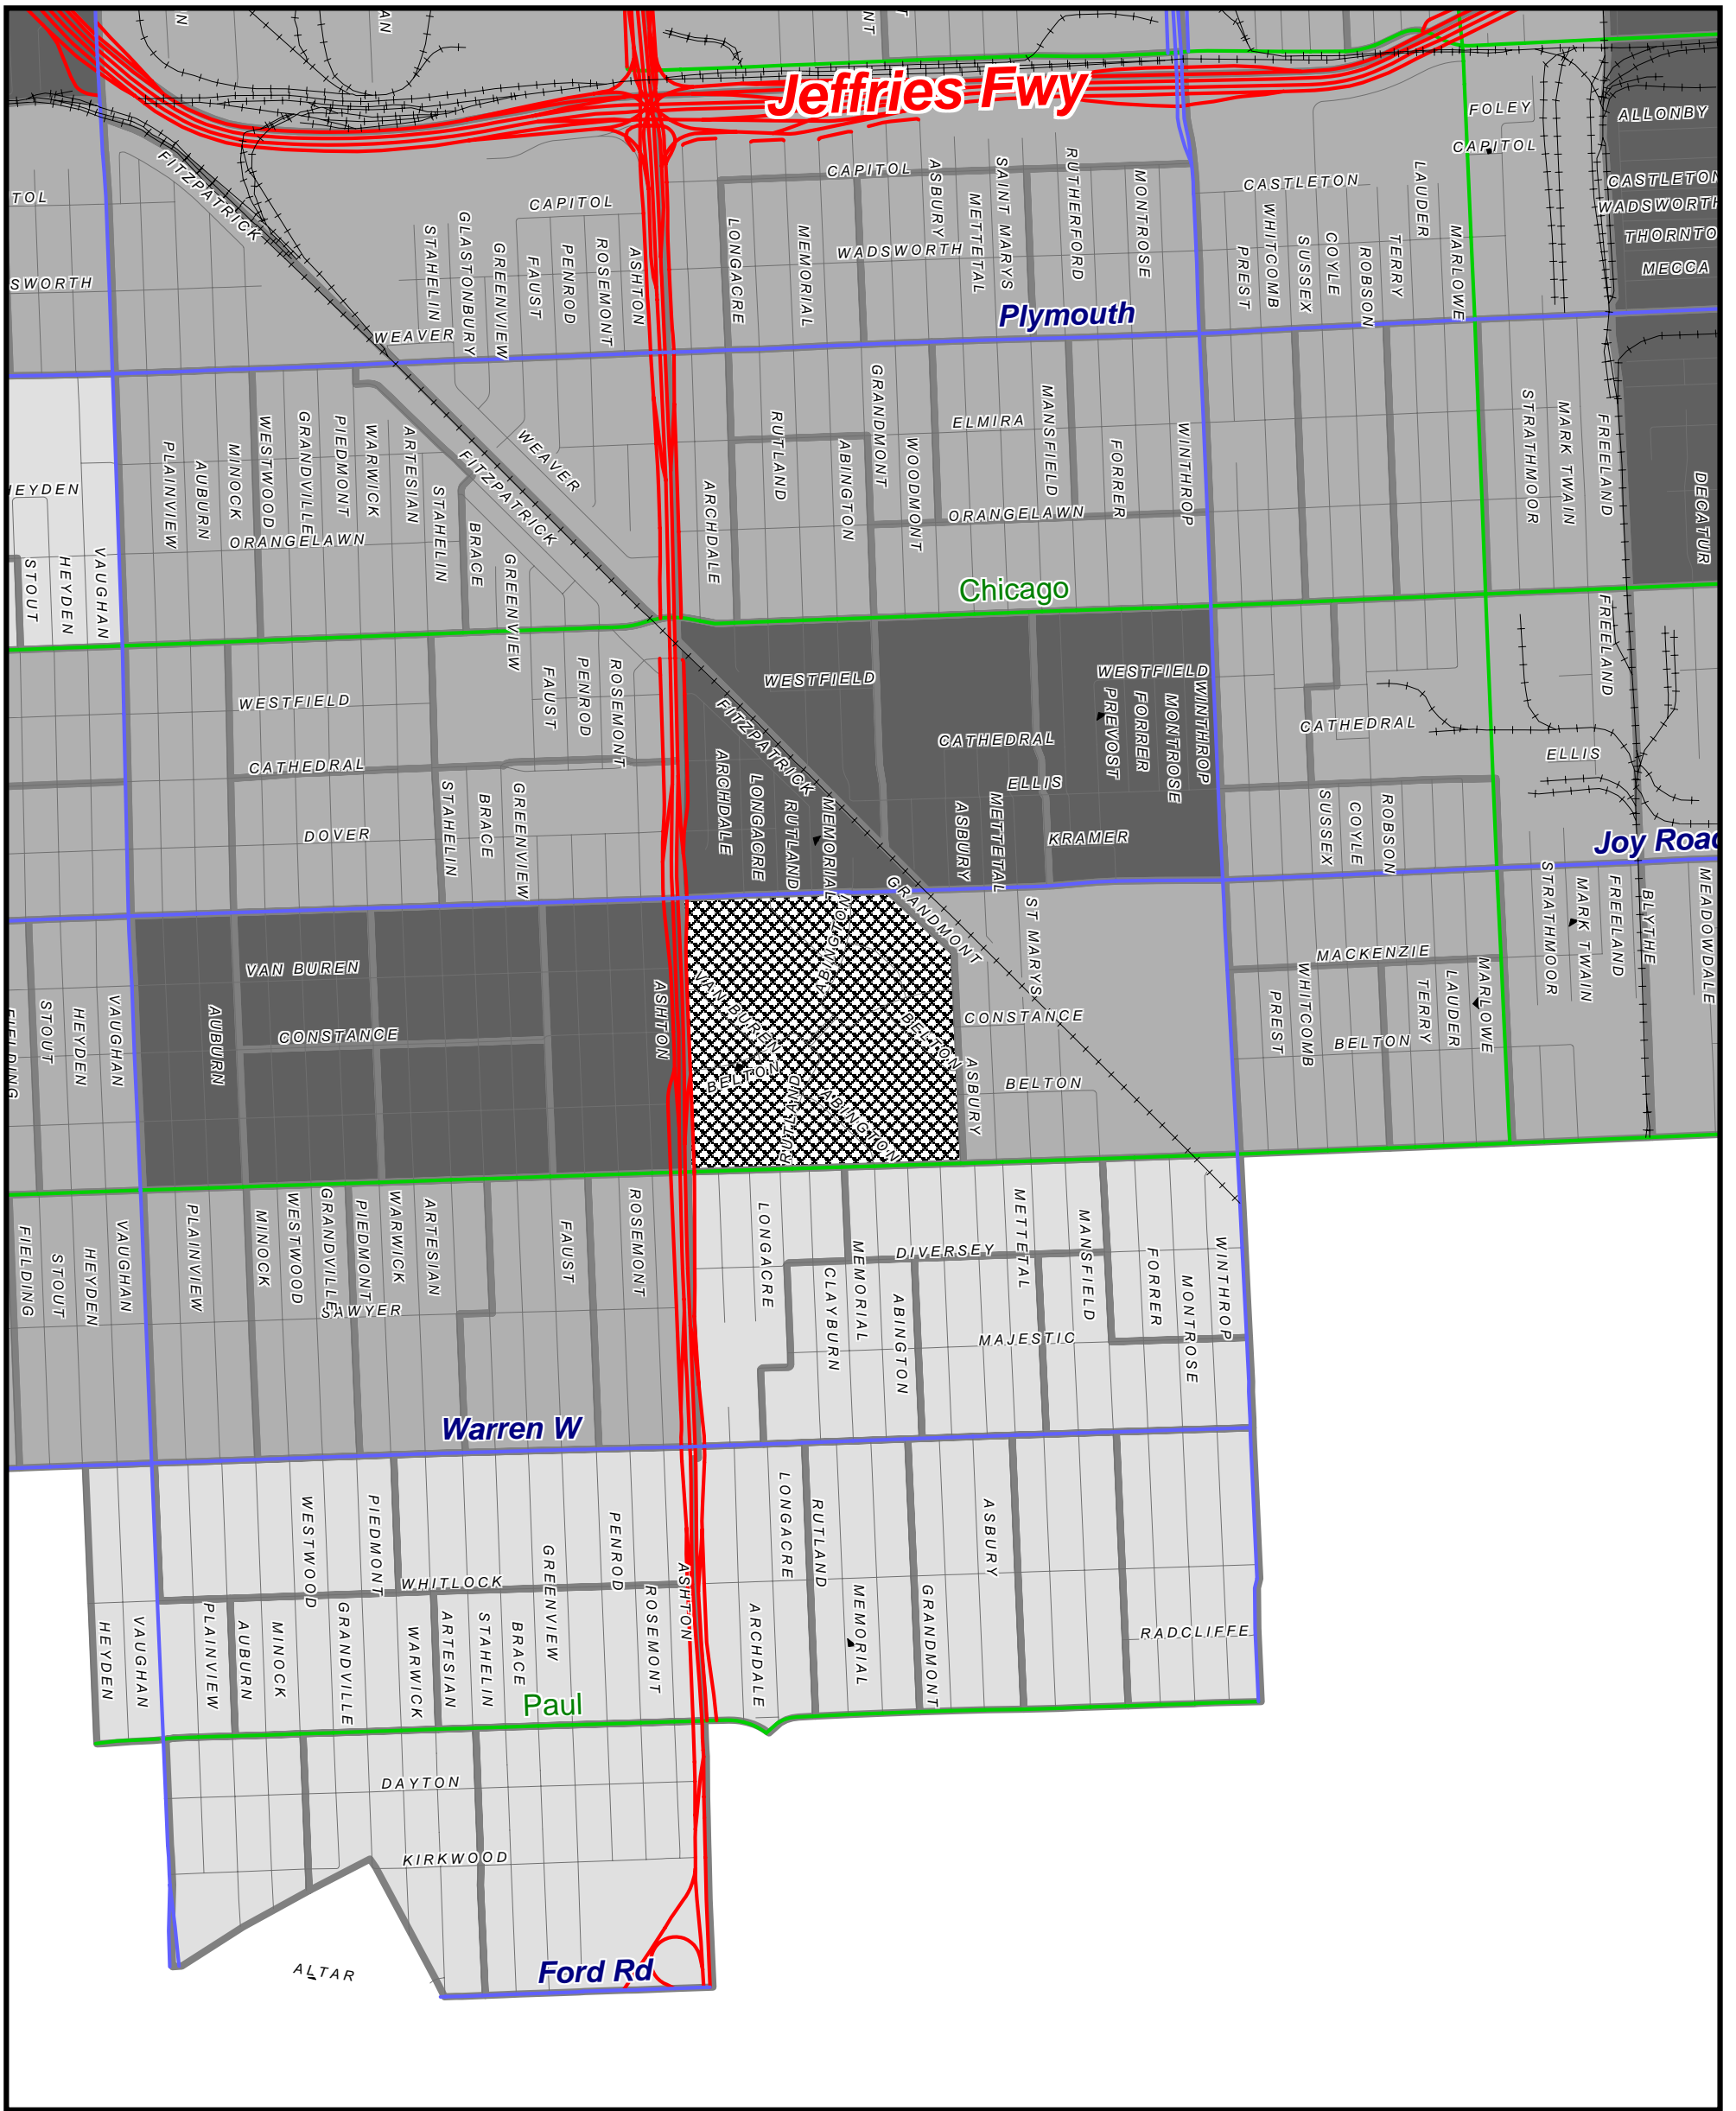 Jeffries Fwy
FOLEY
ALLONBY
CAPITOL
FITZPATRICK
CAPITOL
ASBURY
SAINT MARYS
RUTHERFORD
MONTROSE
METTETAL
CASTLETON
LAUDER
CASTLETON
TOL
CAPITOL
WADSWORTH
STAHELIN
GLASTONBURY
GREENVIEW
FAUST
PENROD
ROSEMONT
ASHTON
LONGACRE
MEMORIAL
WADSWORTH
PREST
WHITCOMB
SUSSEX
COYLE
ROBSON
TERRY
MARLOWE
THORNTO
MECCA
SWORTH
WEAVER
Plymouth
GRANDMONT
ELMIRA
MANSFIELD
RUTLAND
ABINGTON
WOODMONT
FORRER
WINTHROP
STRATHMOOR
MARK TWAIN
FREELAND
DECATUR
PLAINVIEW
AUBURN
MINOCK
WESTWOOD
GRANDVILLE
PIEDMONT
WARWICK
ARTESIAN
STAHELIN
BRACE
GREENVIEW
FITZPATRICK
WEAVER
HEYDEN
ARCHDALE
ORANGELAWN
ORANGELAWN
STOUT
HEYDEN
VAUGHAN
Chicago
FREELAND
WESTFIELD
FAUST
PENROD
ROSEMONT
WESTFIELD
WESTFIELD
FITZPATRICK
PREVOST
FORRER
MONTROSE
WINTHROP
CATHEDRAL
CATHEDRAL
CATHEDRAL
ELLIS
ELLIS
STAHELIN
BRACE
GREENVIEW
ARCHDALE
LONGACRE
RUTLAND
MEMORIAL
ASBURY
METTETAL
KRAMER
SUSSEX
COYLE
ROBSON
DOVER
Joy Road
GRANDMONT
ABINGTON
ST MARYS
STRATHMOOR
MARK TWAIN
FREELAND
BLYTHE
MEADOWDALE
VAN BUREN
MACKENZIE
FIELDING
STOUT
HEYDEN
VAUGHAN
AUBURN
CONSTANCE
ASHTON
VAN BUREN
BELTON
CONSTANCE
PREST
WHITCOMB
BELTON
TERRY
LAUDER
MARLOWE
BELTON
RUTLAND
ABINGTON
ASBURY
BELTON
FIELDING
STOUT
HEYDEN
VAUGHAN
PLAINVIEW
MINOCK
WESTWOOD
GRANDVILLE
PIEDMONT
WARWICK
ARTESIAN
FAUST
ROSEMONT
LONGACRE
METTETAL
MANSFIELD
DIVERSEY
MEMORIAL
CLAYBURN
ABINGTON
FORRER
MONTROSE
WINTHROP
SAWYER
MAJESTIC
Warren W
WESTWOOD
PIEDMONT
PENROD
GREENVIEW
LONGACRE
RUTLAND
ASBURY
WHITLOCK
ASHTON
ROSEMONT
MEMORIAL
GRANDMONT
HEYDEN
VAUGHAN
PLAINVIEW
AUBURN
MINOCK
GRANDVILLE
WARWICK
ARTESIAN
STAHELIN
BRACE
ARCHDALE
RADCLIFFE
Paul
DAYTON
KIRKWOOD
ALTAR
Ford Rd